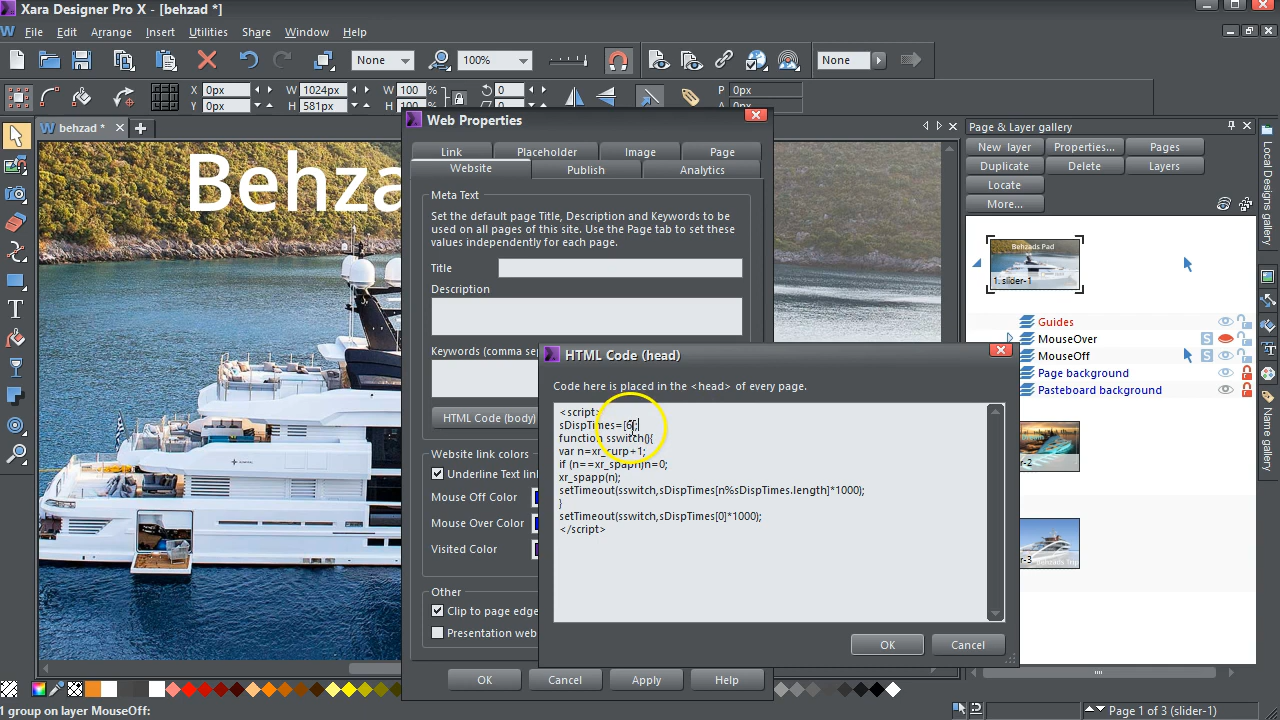 Xara Designer Pro X - [behzad *]
File Edit Arrange Insert Utilities Share Window Help
None 100% None
X 0px W 1024px W 100 % 0 P 0px
Y 0px H 581px H 100 % 0 A 0px
behzad * Web Properties Page & Layer gallery
Behza
Link Placeholder Image Page
Website Publish Analytics
New layer Properties... Pages
Duplicate Delete Layers
Locate
More...
Local Designs gallery
Name gallery
Meta Text
Set the default page Title, Description and Keywords to be
used on all pages of this site. Use the Page tab to set these
values independently for each page.
Title
Description
Keywords (comma se
HTML Code (body)
Website link colors
Underline Text lin
Mouse Off Color
Mouse Over Color
Visited Color
Other
Clip to page edge
Presentation web
OK Cancel Apply Help
HTML Code (head)
Code here is placed in the <head> of every page.
<script>
sDispTimes=[6];
function sswitch(){
var n=xr_curp+1;
if (n==xr_spapn)n=0;
xr_spapp(n);
setTimeout(sswitch,sDispTimes[n%sDispTimes.length]*1000);
}
setTimeout(sswitch,sDispTimes[0]*1000);
</script>
OK Cancel
Behzads Pad
1. slider-1
Guides
MouseOver S
MouseOff S
Page background
Pasteboard background
r-2
r-3
1 group on layer MouseOff:
Page 1 of 3 (slider-1)